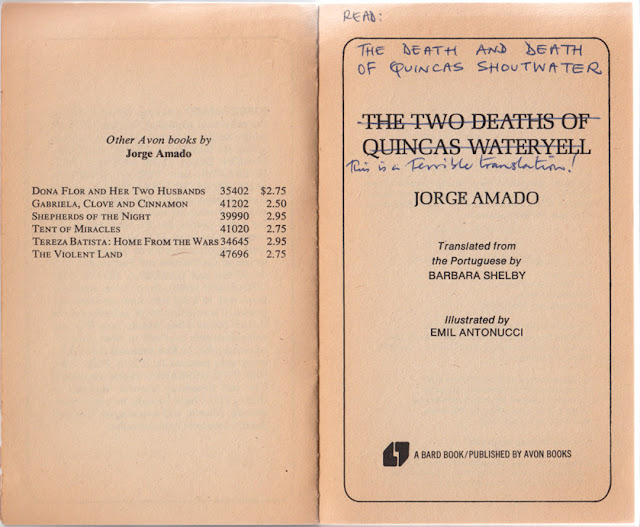 Other Avon books by
Jorge Amado
DONA FLOR AND HER TWO HUSBANDS 35402 $2.75
GABRIELA, CLOVE AND CINNAMON 41202 2.50
SHEPHERDS OF THE NIGHT 39990 2.95
TENT OF MIRACLES 41020 2.75
TEREZA BATISTA: HOME FROM THE WARS 34645 2.95
THE VIOLENT LAND 47696 2.75
READ:
THE DEATH AND DEATH
OF QUINCAS SHOUTWATER
THE TWO DEATHS OF
QUINCAS WATERYELL
This is a Terrible translation!
JORGE AMADO
Translated from
the Portuguese by
BARBARA SHELBY
Illustrated by
EMIL ANTONUCCI
A BARD BOOK/PUBLISHED BY AVON BOOKS